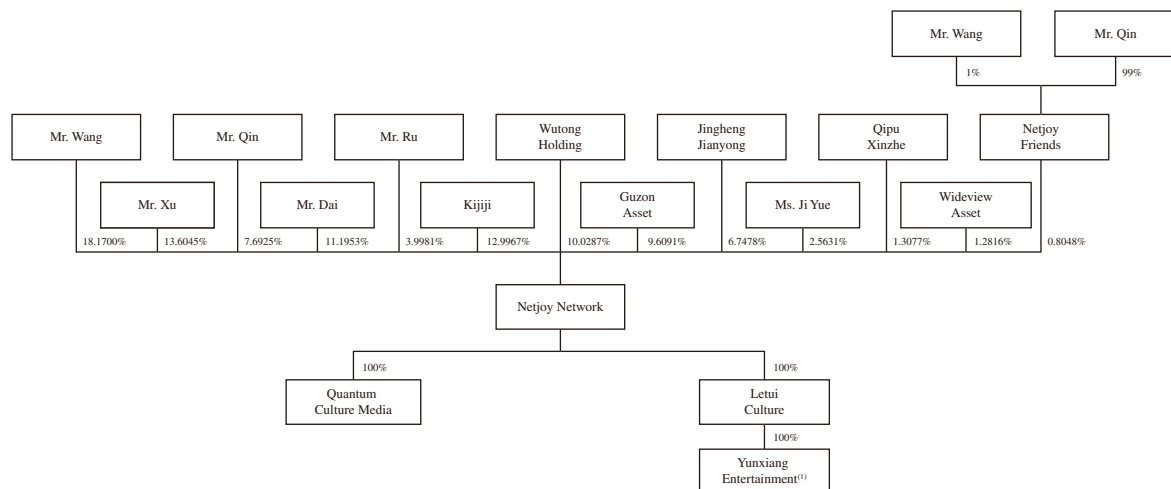 Mr. Wang
Mr. Qin
1%
99%
Mr. Wang
Mr. Qin
Mr. Ru
Wutong
Holding
Jingheng
Jianyong
Qipu
Xinzhe
Netjoy
Friends
Mr. Xu
Mr. Dai
Kijiji
Guzon
Asset
Ms. Ji Yue
Wideview
Asset
18.1700%
13.6045%
7.6925%
11.1953%
3.9981%
12.9967%
10.0287%
9.6091%
6.7478%
2.5631%
1.3077%
1.2816%
0.8048%
Netjoy Network
100%
100%
Quantum
Culture Media
Letui
Culture
100%
Yunxiang
Entertainment(1)